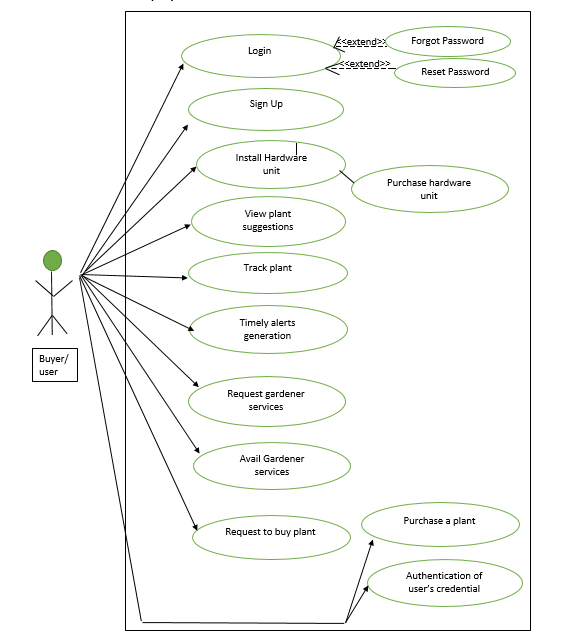 Login
<<extend>>
Forgot Password
<<extend>>
Reset Password
Sign Up
Install Hardware
unit
Purchase hardware
unit
View plant
suggestions
Track plant
Timely alerts
generation
Buyer/
user
Request gardener
services
Avail Gardener
services
Request to buy plant
Purchase a plant
Authentication of
user's credential